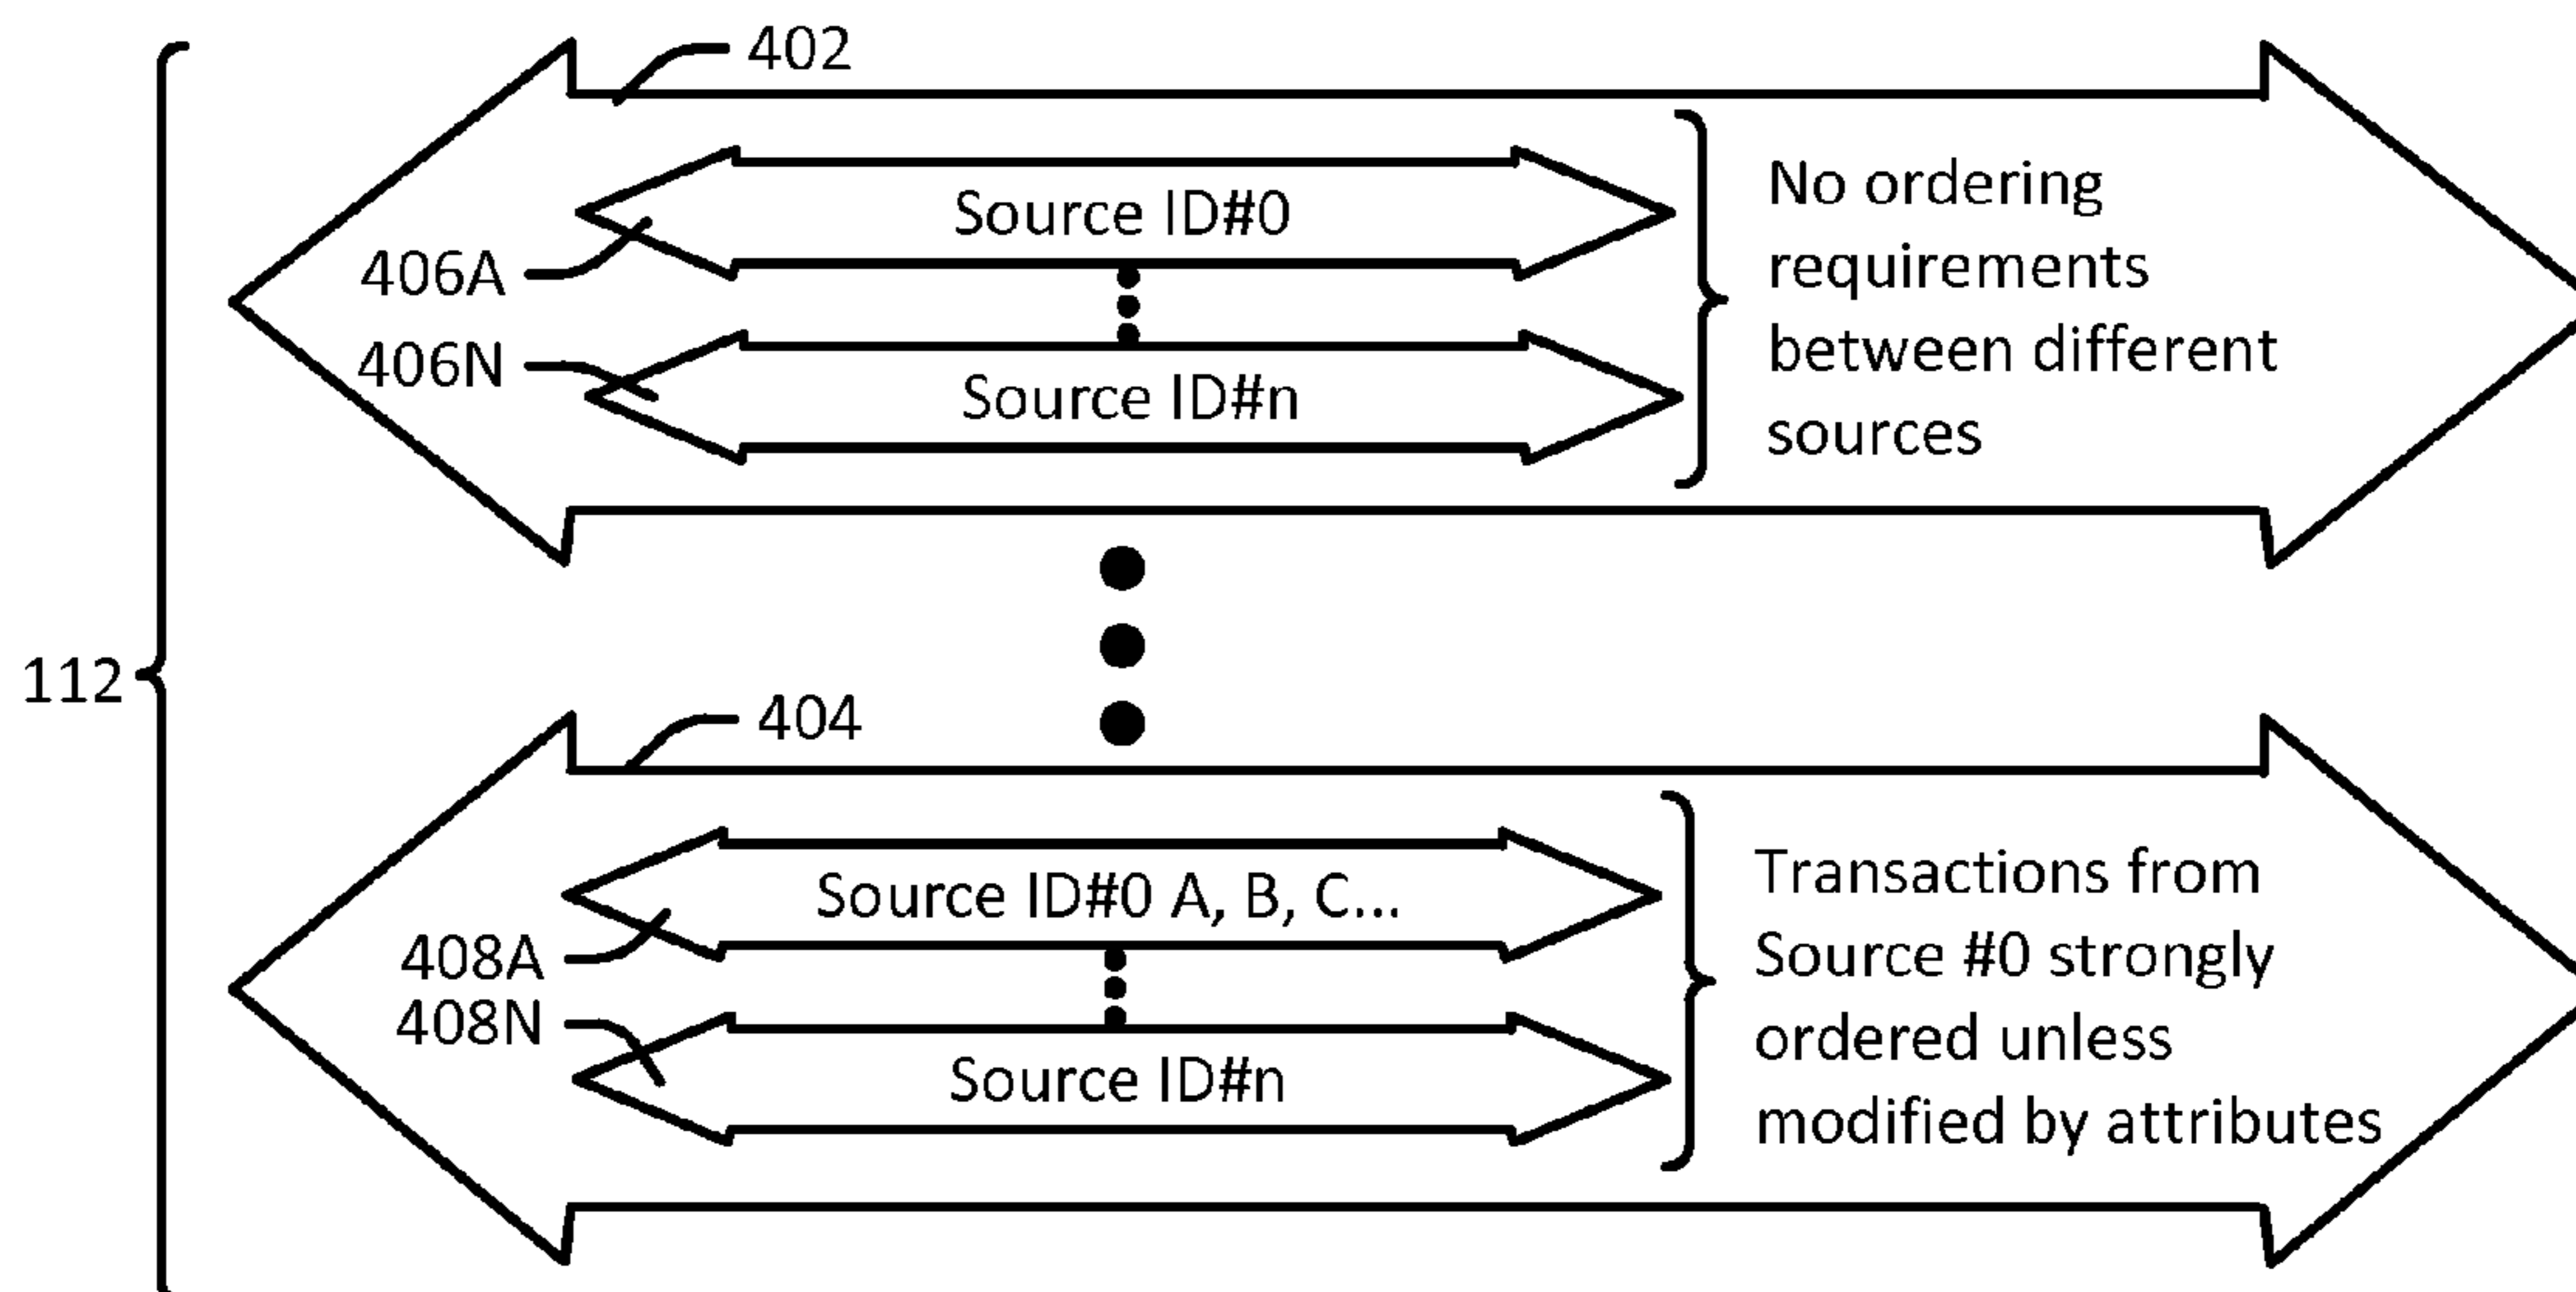 402
Source ID#0
406A
406N
Source ID#n
No ordering
requirements
between different
sources
112
404
Source ID#0 A, B, C...
408A
408N
Source ID#n
Transactions from
Source #0 strongly
ordered unless
modified by attributes